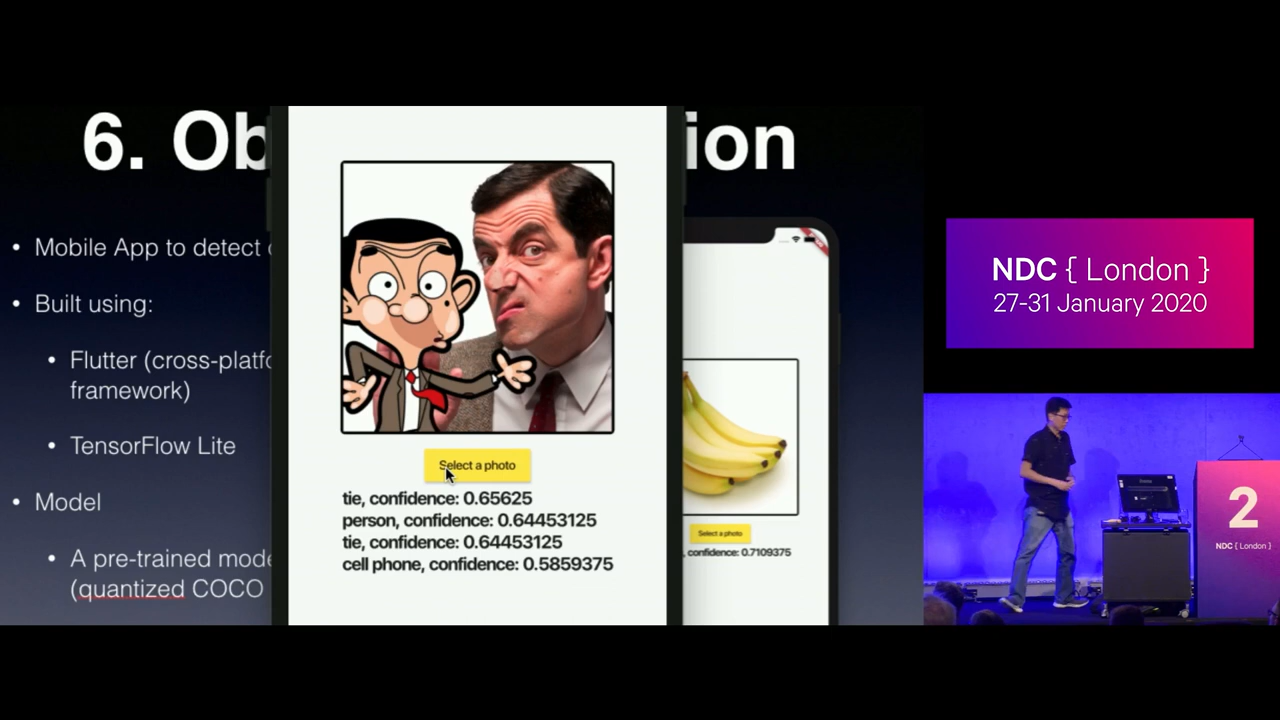 6. Ob
ion
• Mobile App to detect
• Built using:
• Flutter (cross-platfo
framework)
• TensorFlow Lite
• Model
• A pre-trained mode
(quantized COCO
Select a photo
tie, confidence: 0.65625
person, confidence: 0.64453125
tie, confidence: 0.64453125
cell phone, confidence: 0.5859375
Select a photo
, confidence: 0.7109375
NDC { London }
27-31 January 2020
2
NDC { London }